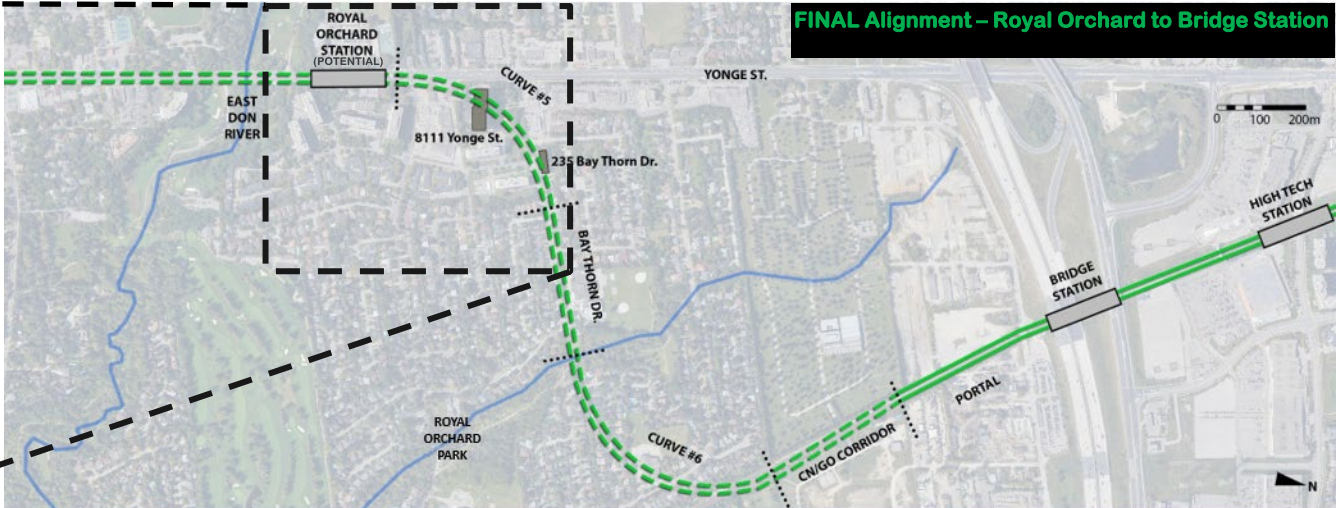 FINAL Alignment – Royal Orchard to Bridge Station
ROYAL
ORCHARD
STATION
(POTENTIAL)
CURVE #5
YONGE ST.
EAST
DON
RIVER
8111 Yonge St.
235 Bay Thorn Dr.
0 100 200m
HIGH TECH
STATION
BAY THORN DR.
BRIDGE
STATION
PORTAL
ROYAL
ORCHARD
PARK
CURVE #6
CN/GO CORRIDOR
N